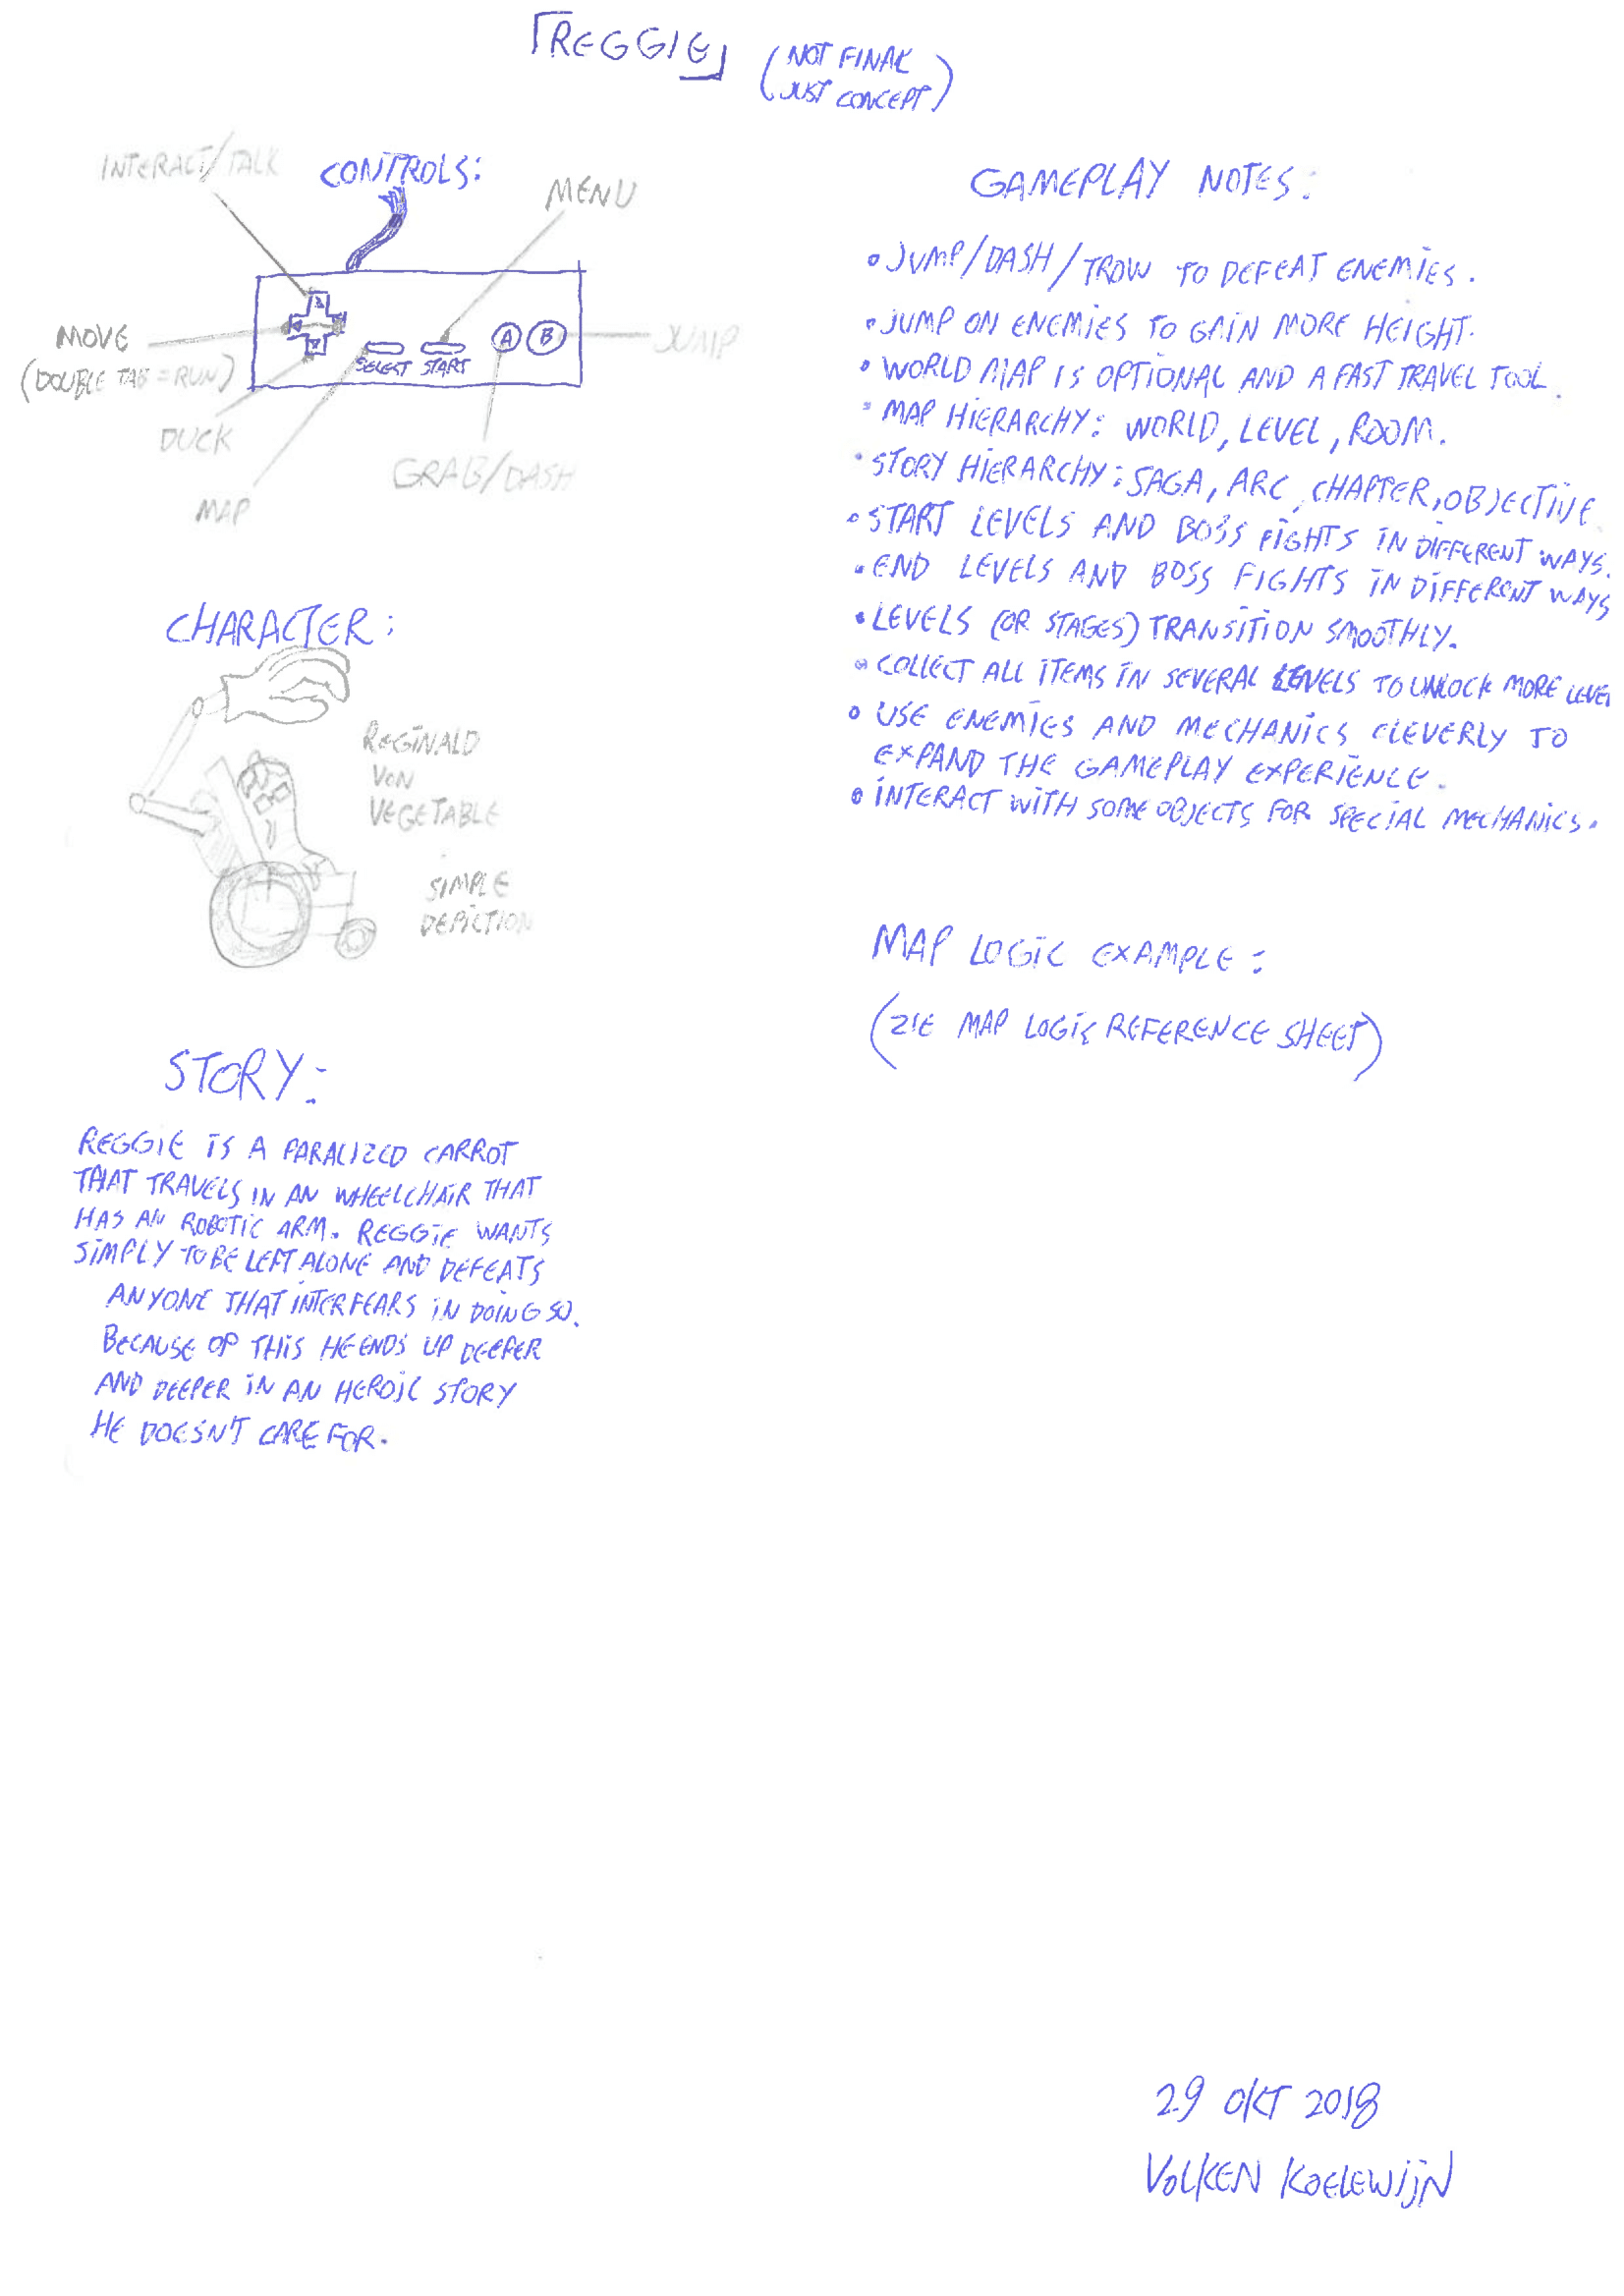 「REGGIE」
(NOT FINAL
JUST CONCEPT)
CONTROLS:
INTERACT/TALK
MENU
MOVE
(DOUBLE TAB = RUN)
DUCK
MAP
SELECT START
A B
JUMP
GRAB/DASH
CHARACTER:
REGINALD
VON
VEGETABLE
SIMPLE
DEPICTION
STORY:
REGGIE IS A PARALIZED CARROT
THAT TRAVELS IN AN WHEELCHAIR THAT
HAS AN ROBOTIC ARM. REGGIE WANTS
SIMPLY TO BE LEFT ALONE AND DEFEATS
ANYONE THAT INTERFEARS IN DOING SO.
BECAUSE OP THIS HE ENDS UP DEEPER
AND DEEPER IN AN HEROIC STORY
HE DOESN'T CARE FOR.
GAMEPLAY NOTES:
• JUMP/DASH/TROW TO DEFEAT ENEMIES.
• JUMP ON ENEMIES TO GAIN MORE HEIGHT.
• WORLD MAP IS OPTIONAL AND A FAST TRAVEL TOOL.
• MAP HIERARCHY: WORLD, LEVEL, ROOM.
• STORY HIERARCHY: SAGA, ARC, CHAPTER, OBJECTIVE
• START LEVELS AND BOSS FIGHTS IN DIFFERENT WAYS.
• END LEVELS AND BOSS FIGHTS IN DIFFERENT WAYS
• LEVELS (OR STAGES) TRANSITION SMOOTHLY.
• COLLECT ALL ITEMS IN SEVERAL LEVELS TO UNLOCK MORE LEVE
• USE ENEMIES AND MECHANICS CLEVERLY TO
EXPAND THE GAMEPLAY EXPERIENCE.
• INTERACT WITH SOME OBJECTS FOR SPECIAL MECHANICS.
MAP LOGIC EXAMPLE:
(ZIE MAP LOGIC REFERENCE SHEET)
29 OKT 2018
VOLKEN KOELEWIJN